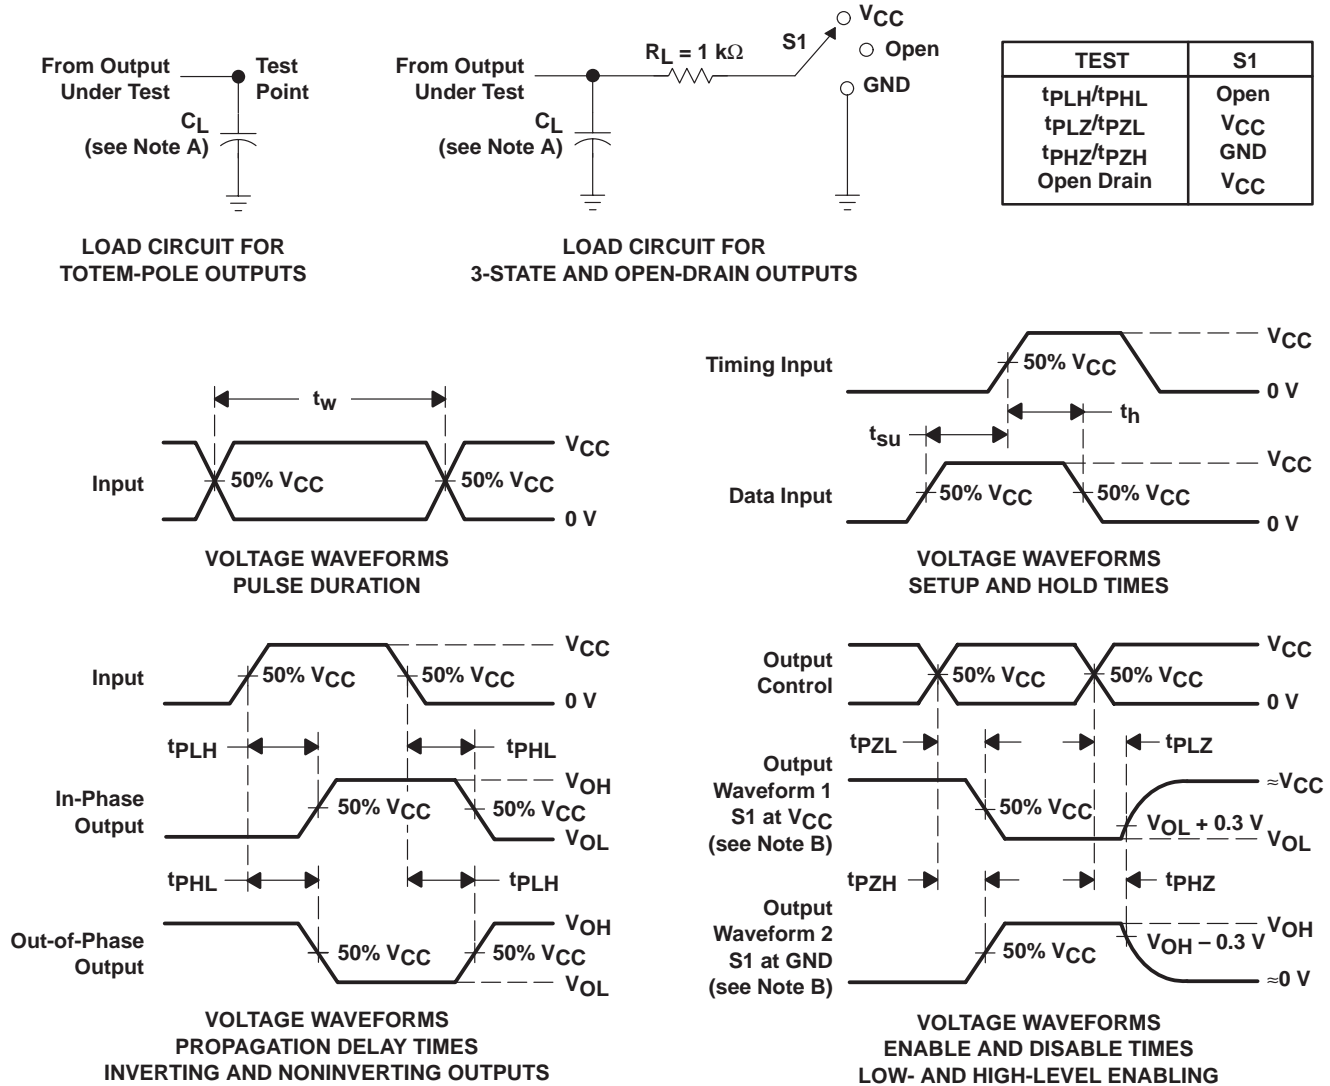 From Output
Under Test
Test
Point
CL
(see Note A)
LOAD CIRCUIT FOR
TOTEM-POLE OUTPUTS
From Output
Under Test
RL = 1 kΩ
S1
VCC
Open
GND
CL
(see Note A)
LOAD CIRCUIT FOR
3-STATE AND OPEN-DRAIN OUTPUTS
TEST S1
tPLH/tPHL Open
tPLZ/tPZL VCC
tPHZ/tPZH GND
Open Drain VCC
tw
Input
50% VCC
50% VCC
VCC
0 V
VOLTAGE WAVEFORMS
PULSE DURATION
Timing Input
50% VCC
VCC
0 V
tsu
th
Data Input
50% VCC
50% VCC
VCC
0 V
VOLTAGE WAVEFORMS
SETUP AND HOLD TIMES
Input
50% VCC
50% VCC
VCC
0 V
tPLH
tPHL
In-Phase
Output
50% VCC
50% VCC
VOH
VOL
tPHL
tPLH
Out-of-Phase
Output
50% VCC
50% VCC
VOH
VOL
VOLTAGE WAVEFORMS
PROPAGATION DELAY TIMES
INVERTING AND NONINVERTING OUTPUTS
Output
Control
50% VCC
50% VCC
VCC
0 V
tPZL
tPLZ
Output
Waveform 1
S1 at VCC
(see Note B)
50% VCC
VOL + 0.3 V
≈VCC
VOL
tPZH
tPHZ
Output
Waveform 2
S1 at GND
(see Note B)
50% VCC
VOH − 0.3 V
VOH
≈0 V
VOLTAGE WAVEFORMS
ENABLE AND DISABLE TIMES
LOW- AND HIGH-LEVEL ENABLING